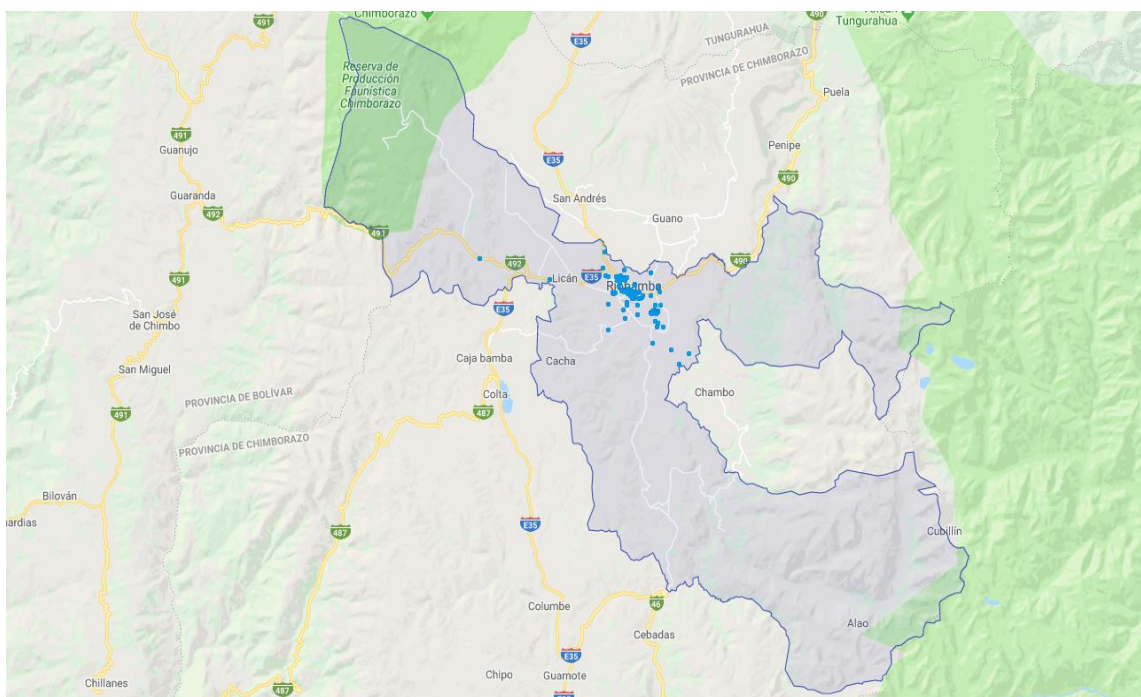 Chimborazo
Volcán
Tungurahua
490
491
E35
TUNGURAHUA
PROVINCIA DE CHIMBORAZO
Reserva de
Producción
Faunística
Chimborazo
Puela
491
Guanujo
Penipe
E35
490
Guaranda
San Andrés
492
Guano
491
492
490
Licán
E35
Riobamba
491
E35
San José
de Chimbo
San Miguel
Cajabamba
Cacha
Colta
Chambo
PROVINCIA DE BOLÍVAR
487
491
PROVINCIA DE CHIMBORAZO
Bilován
E35
487
Cubillín
Columbe
46
Alao
Cebadas
E35
Chipo
Guamote
Chillanes
487